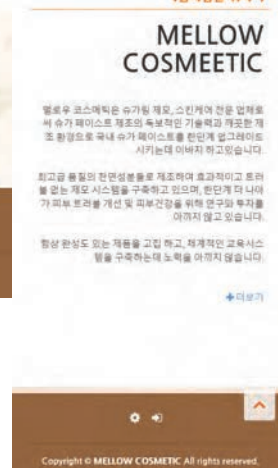 MELLOW
COSMEETIC
멜로우 코스메틱은 슈가링 제모, 스킨케어 전문 업체로
써 슈가 페이스트 제조의 독보적인 기술력과 깨끗한 제
조 환경으로 국내 슈가 페이스트를 한단계 업그레이드
시키는데 이바지 하고있습니다.
최고급 품질의 천연성분들로 제조하며 효과적이고 트러
블 없는 제모 시스템을 구축하고 있으며, 한단계 더 나아
가 피부 트러블 개선 및 피부건강을 위해 연구와 투자를
아끼지 않고 있습니다.
항상 완성도 있는 제품을 고집 하고, 체계적인 교육시스
템을 구축하는데 노력을 아끼지 않습니다.
+더보기
Copyright © MELLOW COSMETIC All rights reserved.